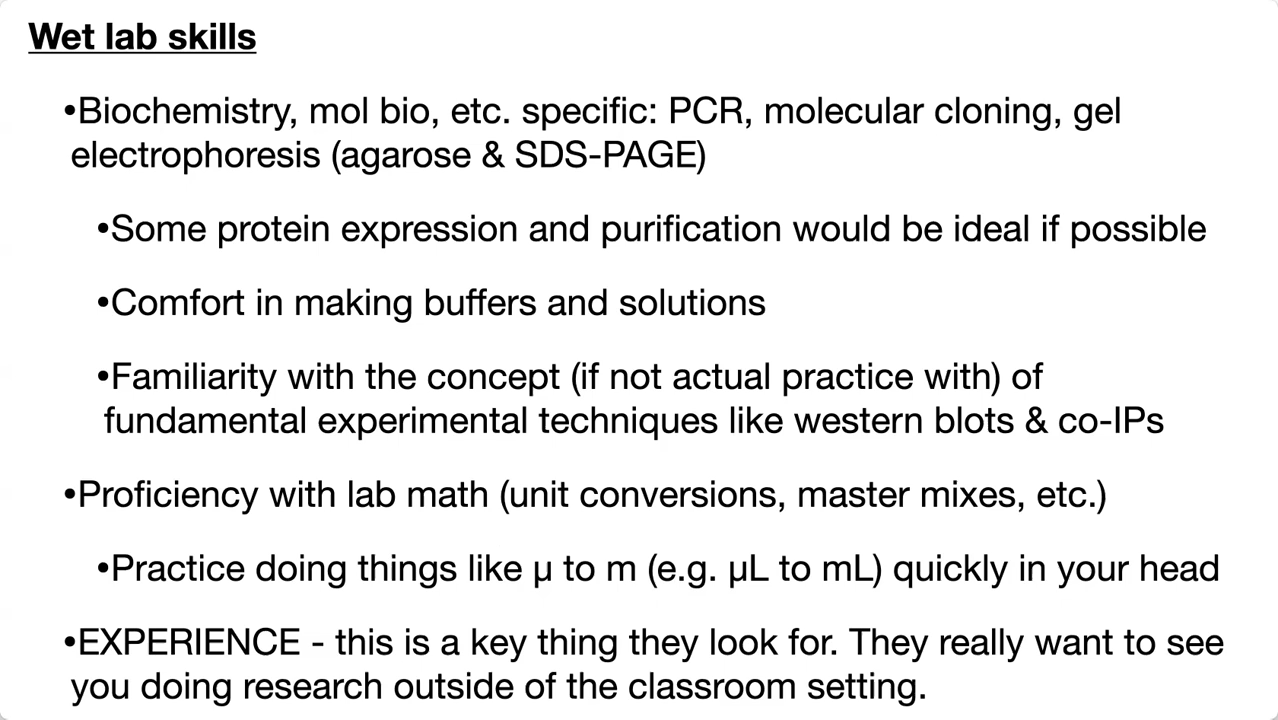 Wet lab skills
•Biochemistry, mol bio, etc. specific: PCR, molecular cloning, gel
electrophoresis (agarose & SDS-PAGE)
•Some protein expression and purification would be ideal if possible
•Comfort in making buffers and solutions
•Familiarity with the concept (if not actual practice with) of
fundamental experimental techniques like western blots & co-IPs
•Proficiency with lab math (unit conversions, master mixes, etc.)
•Practice doing things like µ to m (e.g. µL to mL) quickly in your head
•EXPERIENCE - this is a key thing they look for. They really want to see
you doing research outside of the classroom setting.